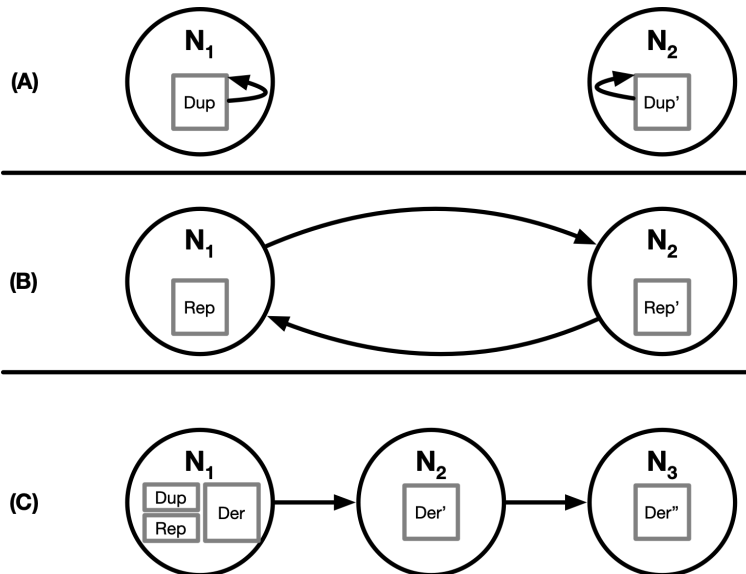 (A)
N₁
Dup
N₂
Dup'
(B)
N₁
Rep
N₂
Rep'
(C)
N₁
Dup
Rep
Der
N₂
Der'
N₃
Der"